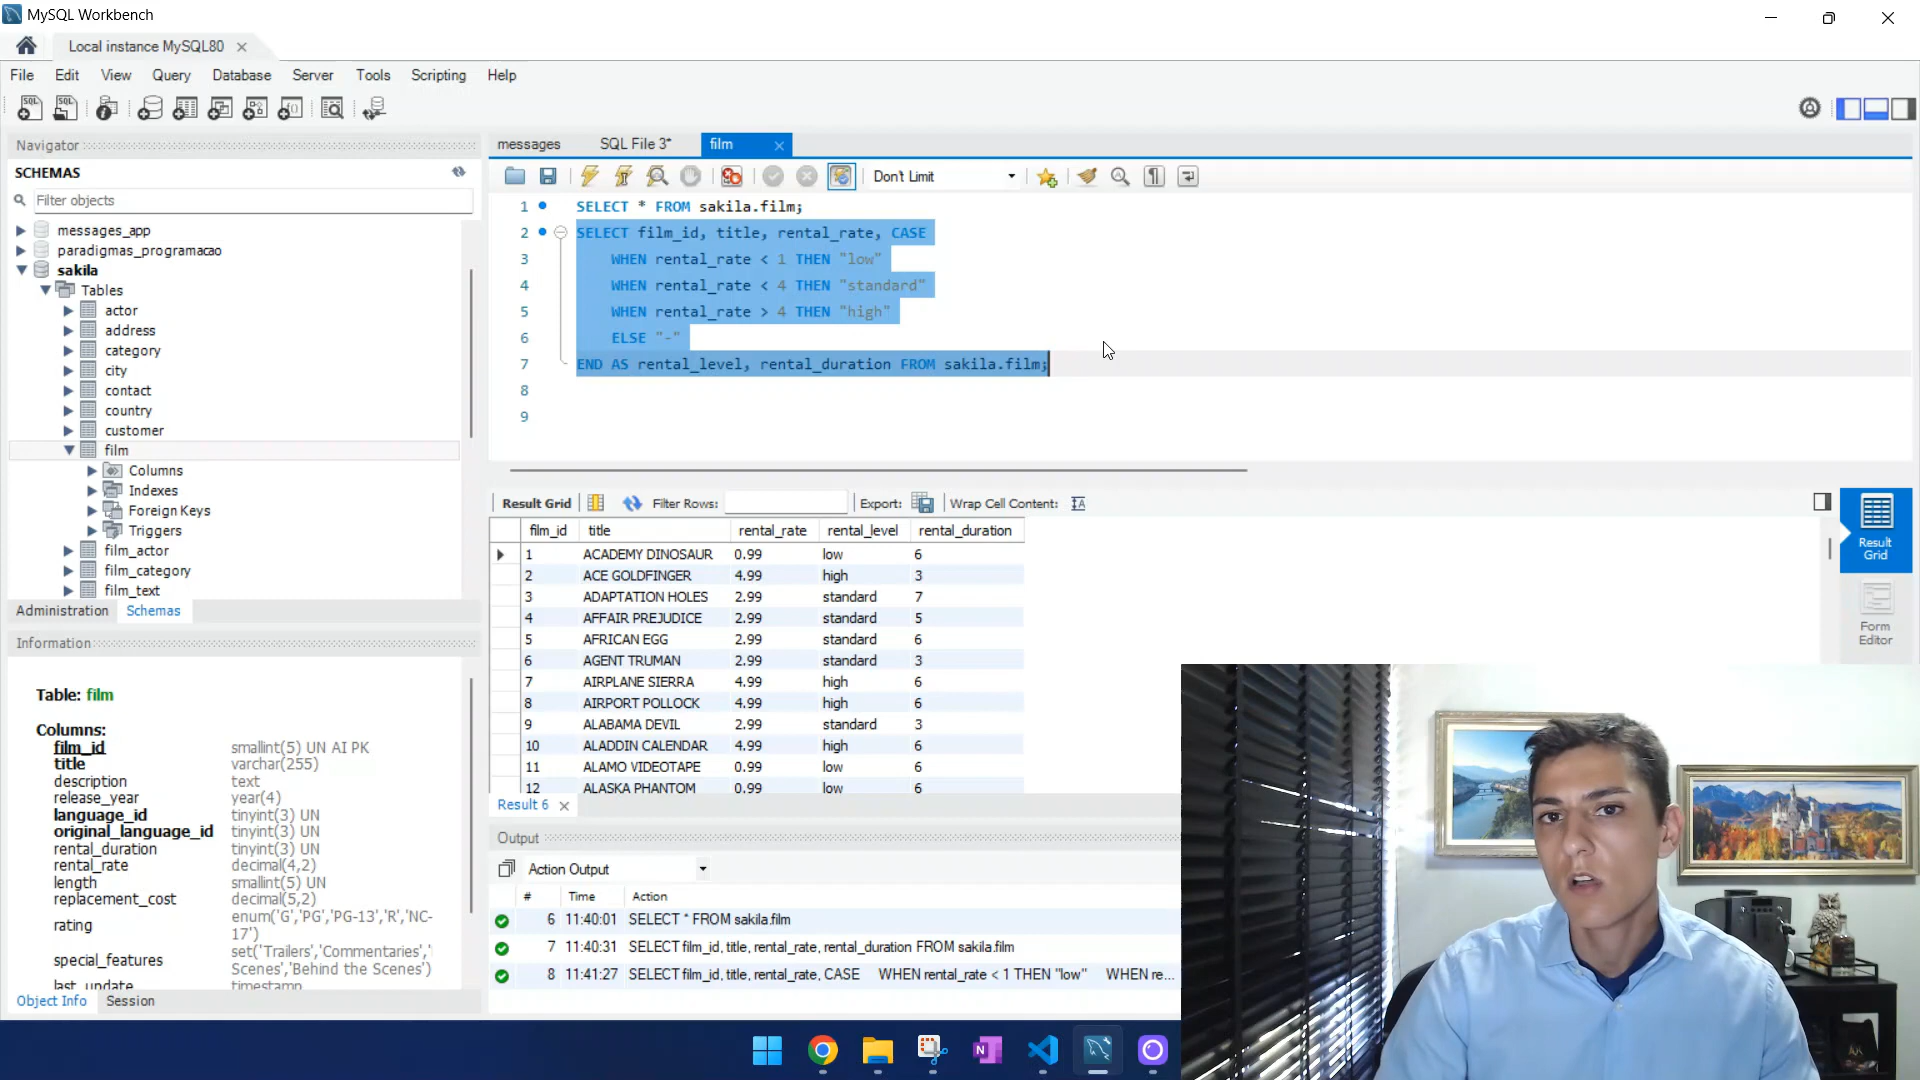 MySQL Workbench
Local instance MySQL80
File Edit View Query Database Server Tools Scripting Help
Navigator
SCHEMAS
Filter objects
messages_app
paradigmas_programacao
sakila
Tables
actor
address
category
city
contact
country
customer
film
Columns
Indexes
Foreign Keys
Triggers
film_actor
film_category
film_text
Administration Schemas
Information
Table: film
Columns:
film_id smallint(5) UN AI PK
title varchar(255)
description text
release_year year(4)
language_id tinyint(3) UN
original_language_id tinyint(3) UN
rental_duration tinyint(3) UN
rental_rate decimal(4,2)
length smallint(5) UN
replacement_cost decimal(5,2)
rating enum('G','PG','PG-13','R','NC-
17')
special_features set('Trailers','Commentaries','
Scenes','Behind the Scenes')
last_update timestamp
Object Info Session
messages SQL File 3* film
Don't Limit
1 SELECT * FROM sakila.film;
2 SELECT film_id, title, rental_rate, CASE
3 WHEN rental_rate < 1 THEN "low"
4 WHEN rental_rate < 4 THEN "standard"
5 WHEN rental_rate > 4 THEN "high"
6 ELSE "-"
7 END AS rental_level, rental_duration FROM sakila.film;
8
9
Result Grid Filter Rows: Export: Wrap Cell Content:
film_id title rental_rate rental_level rental_duration
1 ACADEMY DINOSAUR 0.99 low 6
2 ACE GOLDFINGER 4.99 high 3
3 ADAPTATION HOLES 2.99 standard 7
4 AFFAIR PREJUDICE 2.99 standard 5
5 AFRICAN EGG 2.99 standard 6
6 AGENT TRUMAN 2.99 standard 3
7 AIRPLANE SIERRA 4.99 high 6
8 AIRPORT POLLOCK 4.99 high 6
9 ALABAMA DEVIL 2.99 standard 3
10 ALADDIN CALENDAR 4.99 high 6
11 ALAMO VIDEOTAPE 0.99 low 6
12 ALASKA PHANTOM 0.99 low 6
Result
Grid
Form
Editor
Result 6
Output
Action Output
# Time Action
6 11:40:01 SELECT * FROM sakila.film
7 11:40:31 SELECT film_id, title, rental_rate, rental_duration FROM sakila.film
8 11:41:27 SELECT film_id, title, rental_rate, CASE WHEN rental_rate < 1 THEN "low" WHEN re...